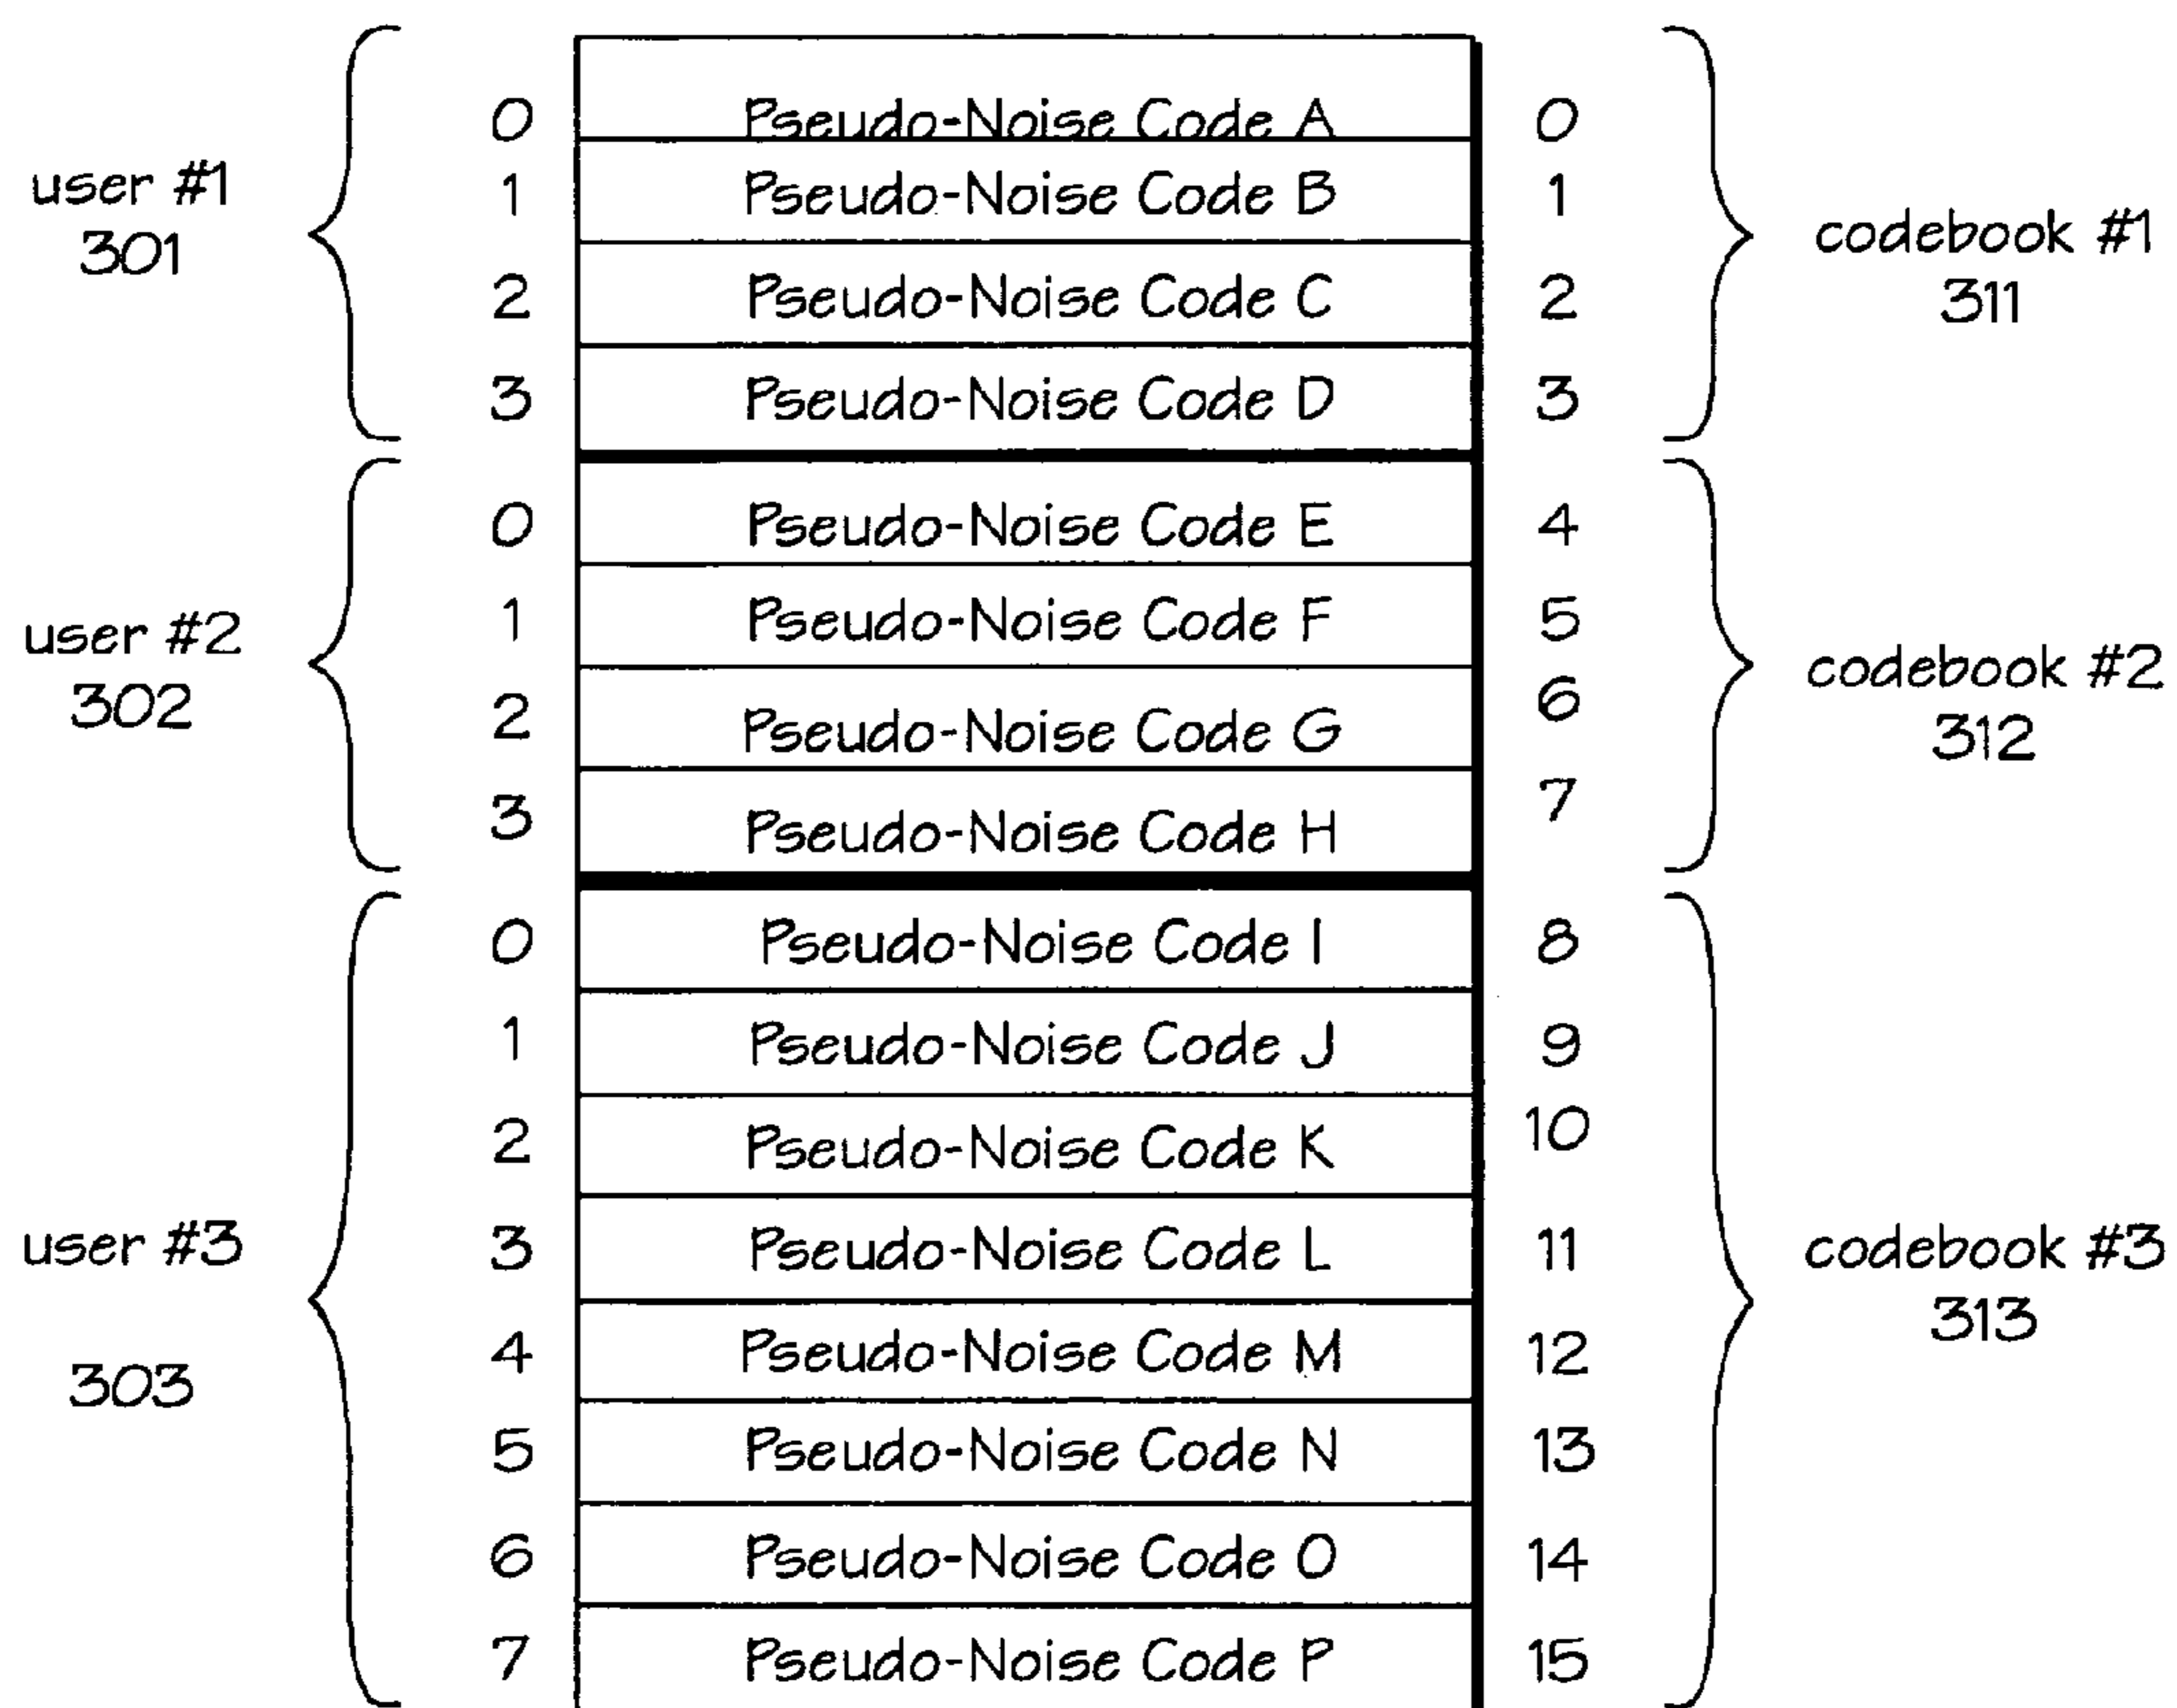 0 Pseudo-Noise Code A 0
user #1 1 Pseudo-Noise Code B 1
301 codebook #1
2 Pseudo-Noise Code C 2
311
3 Pseudo-Noise Code D 3
0 Pseudo-Noise Code E 4
user #2 1 Pseudo-Noise Code F 5
codebook #2
302 2 Pseudo-Noise Code G 6
312
3 Pseudo-Noise Code H 7
0 Pseudo-Noise Code I 8
1 Pseudo-Noise Code J 9
2 Pseudo-Noise Code K 10
user #3 3 Pseudo-Noise Code L 11 codebook #3
313
4 Pseudo-Noise Code M 12
303
5 Pseudo-Noise Code N 13
6 Pseudo-Noise Code O 14
7 Pseudo-Noise Code P 15